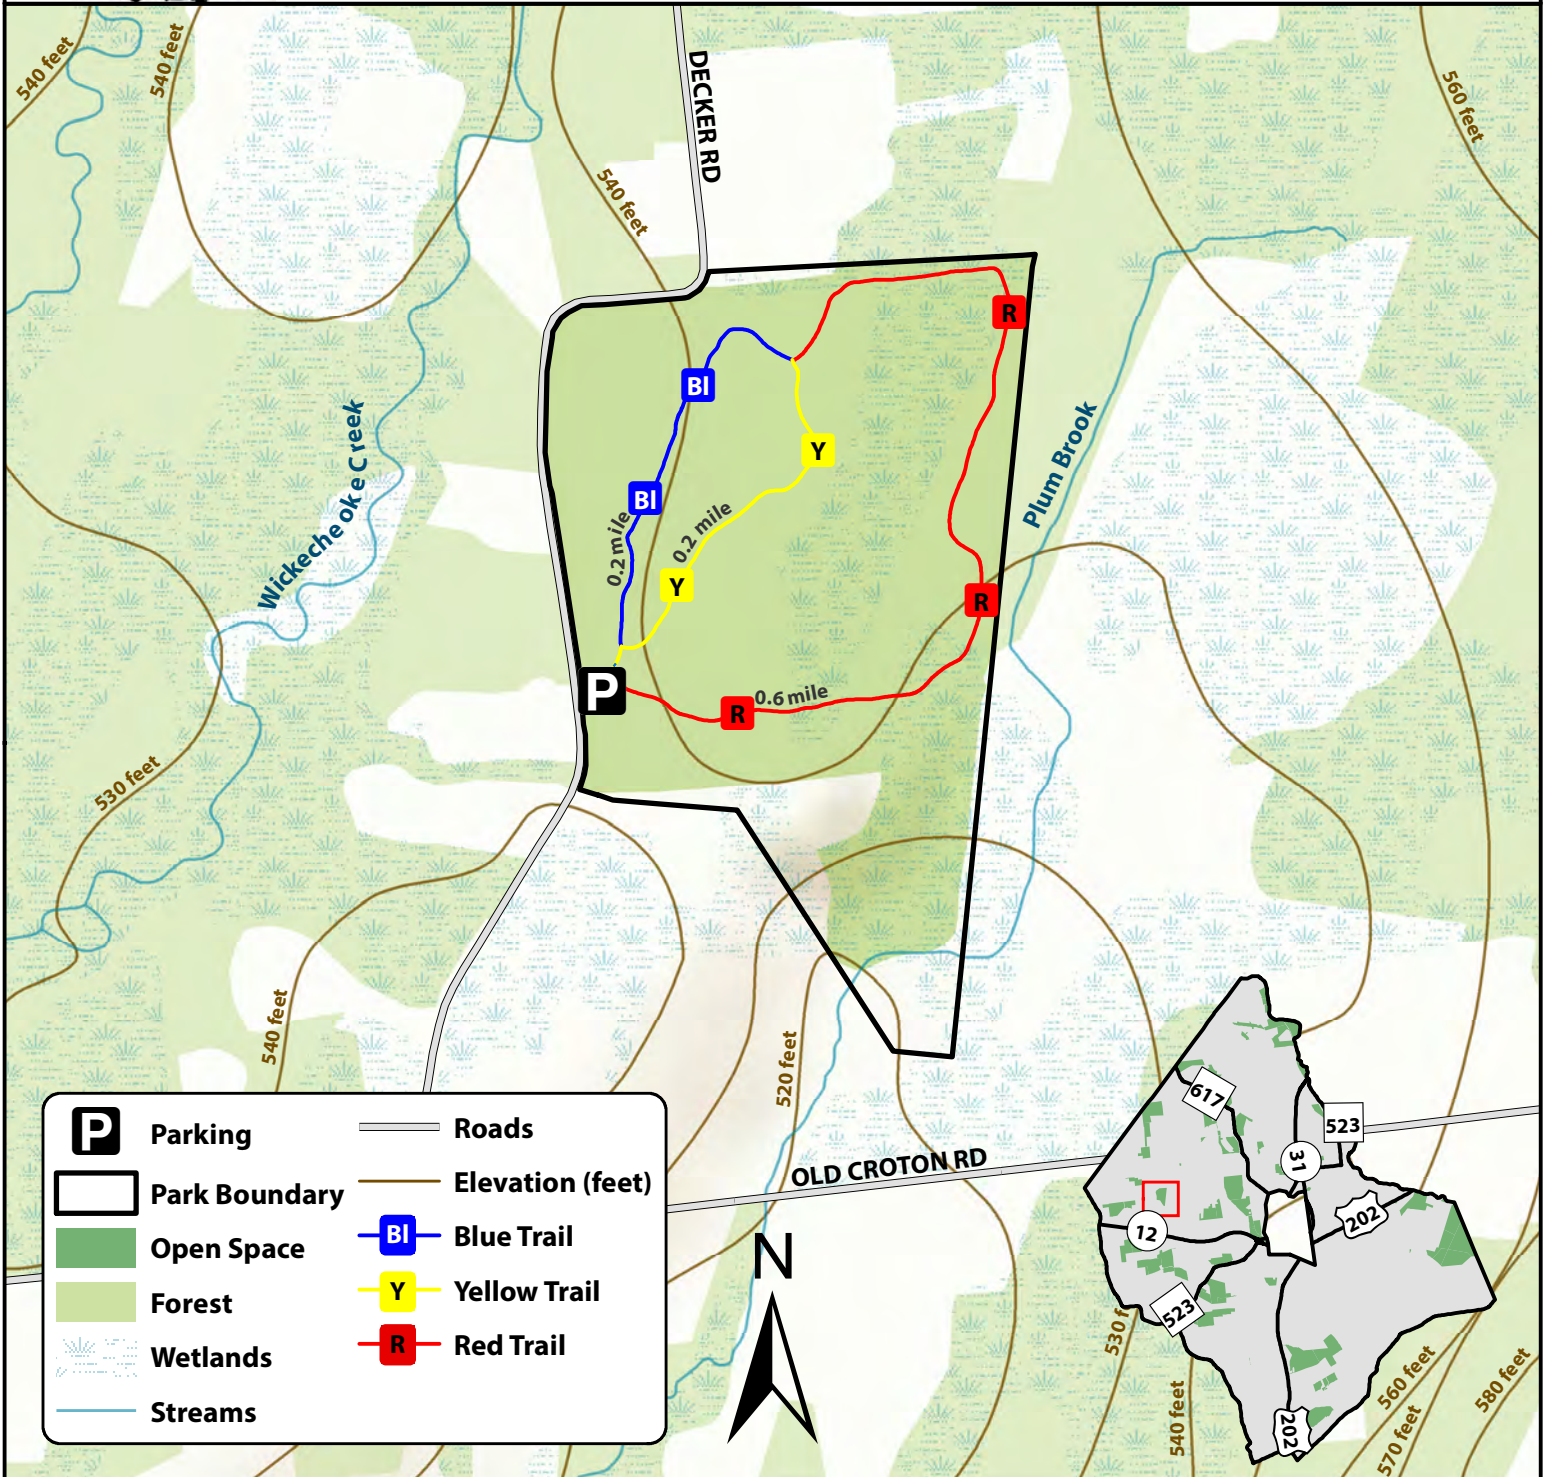 540 feet
540 feet
DECKER RD
560 feet
540 feet
R
Bl
Wickecheoke Creek
Plum Brook
Y
Bl
0.2 mile
0.2 mile
Y
R
P
0.6 mile
R
530 feet
540 feet
520 feet
OLD CROTON RD
P Parking
Park Boundary
Open Space
Forest
Wetlands
Streams
Roads
Elevation (feet)
Bl Blue Trail
Y Yellow Trail
R Red Trail
N
617
523
31
12
202
523
202
530 f
540 feet
560 feet
570 feet
580 feet